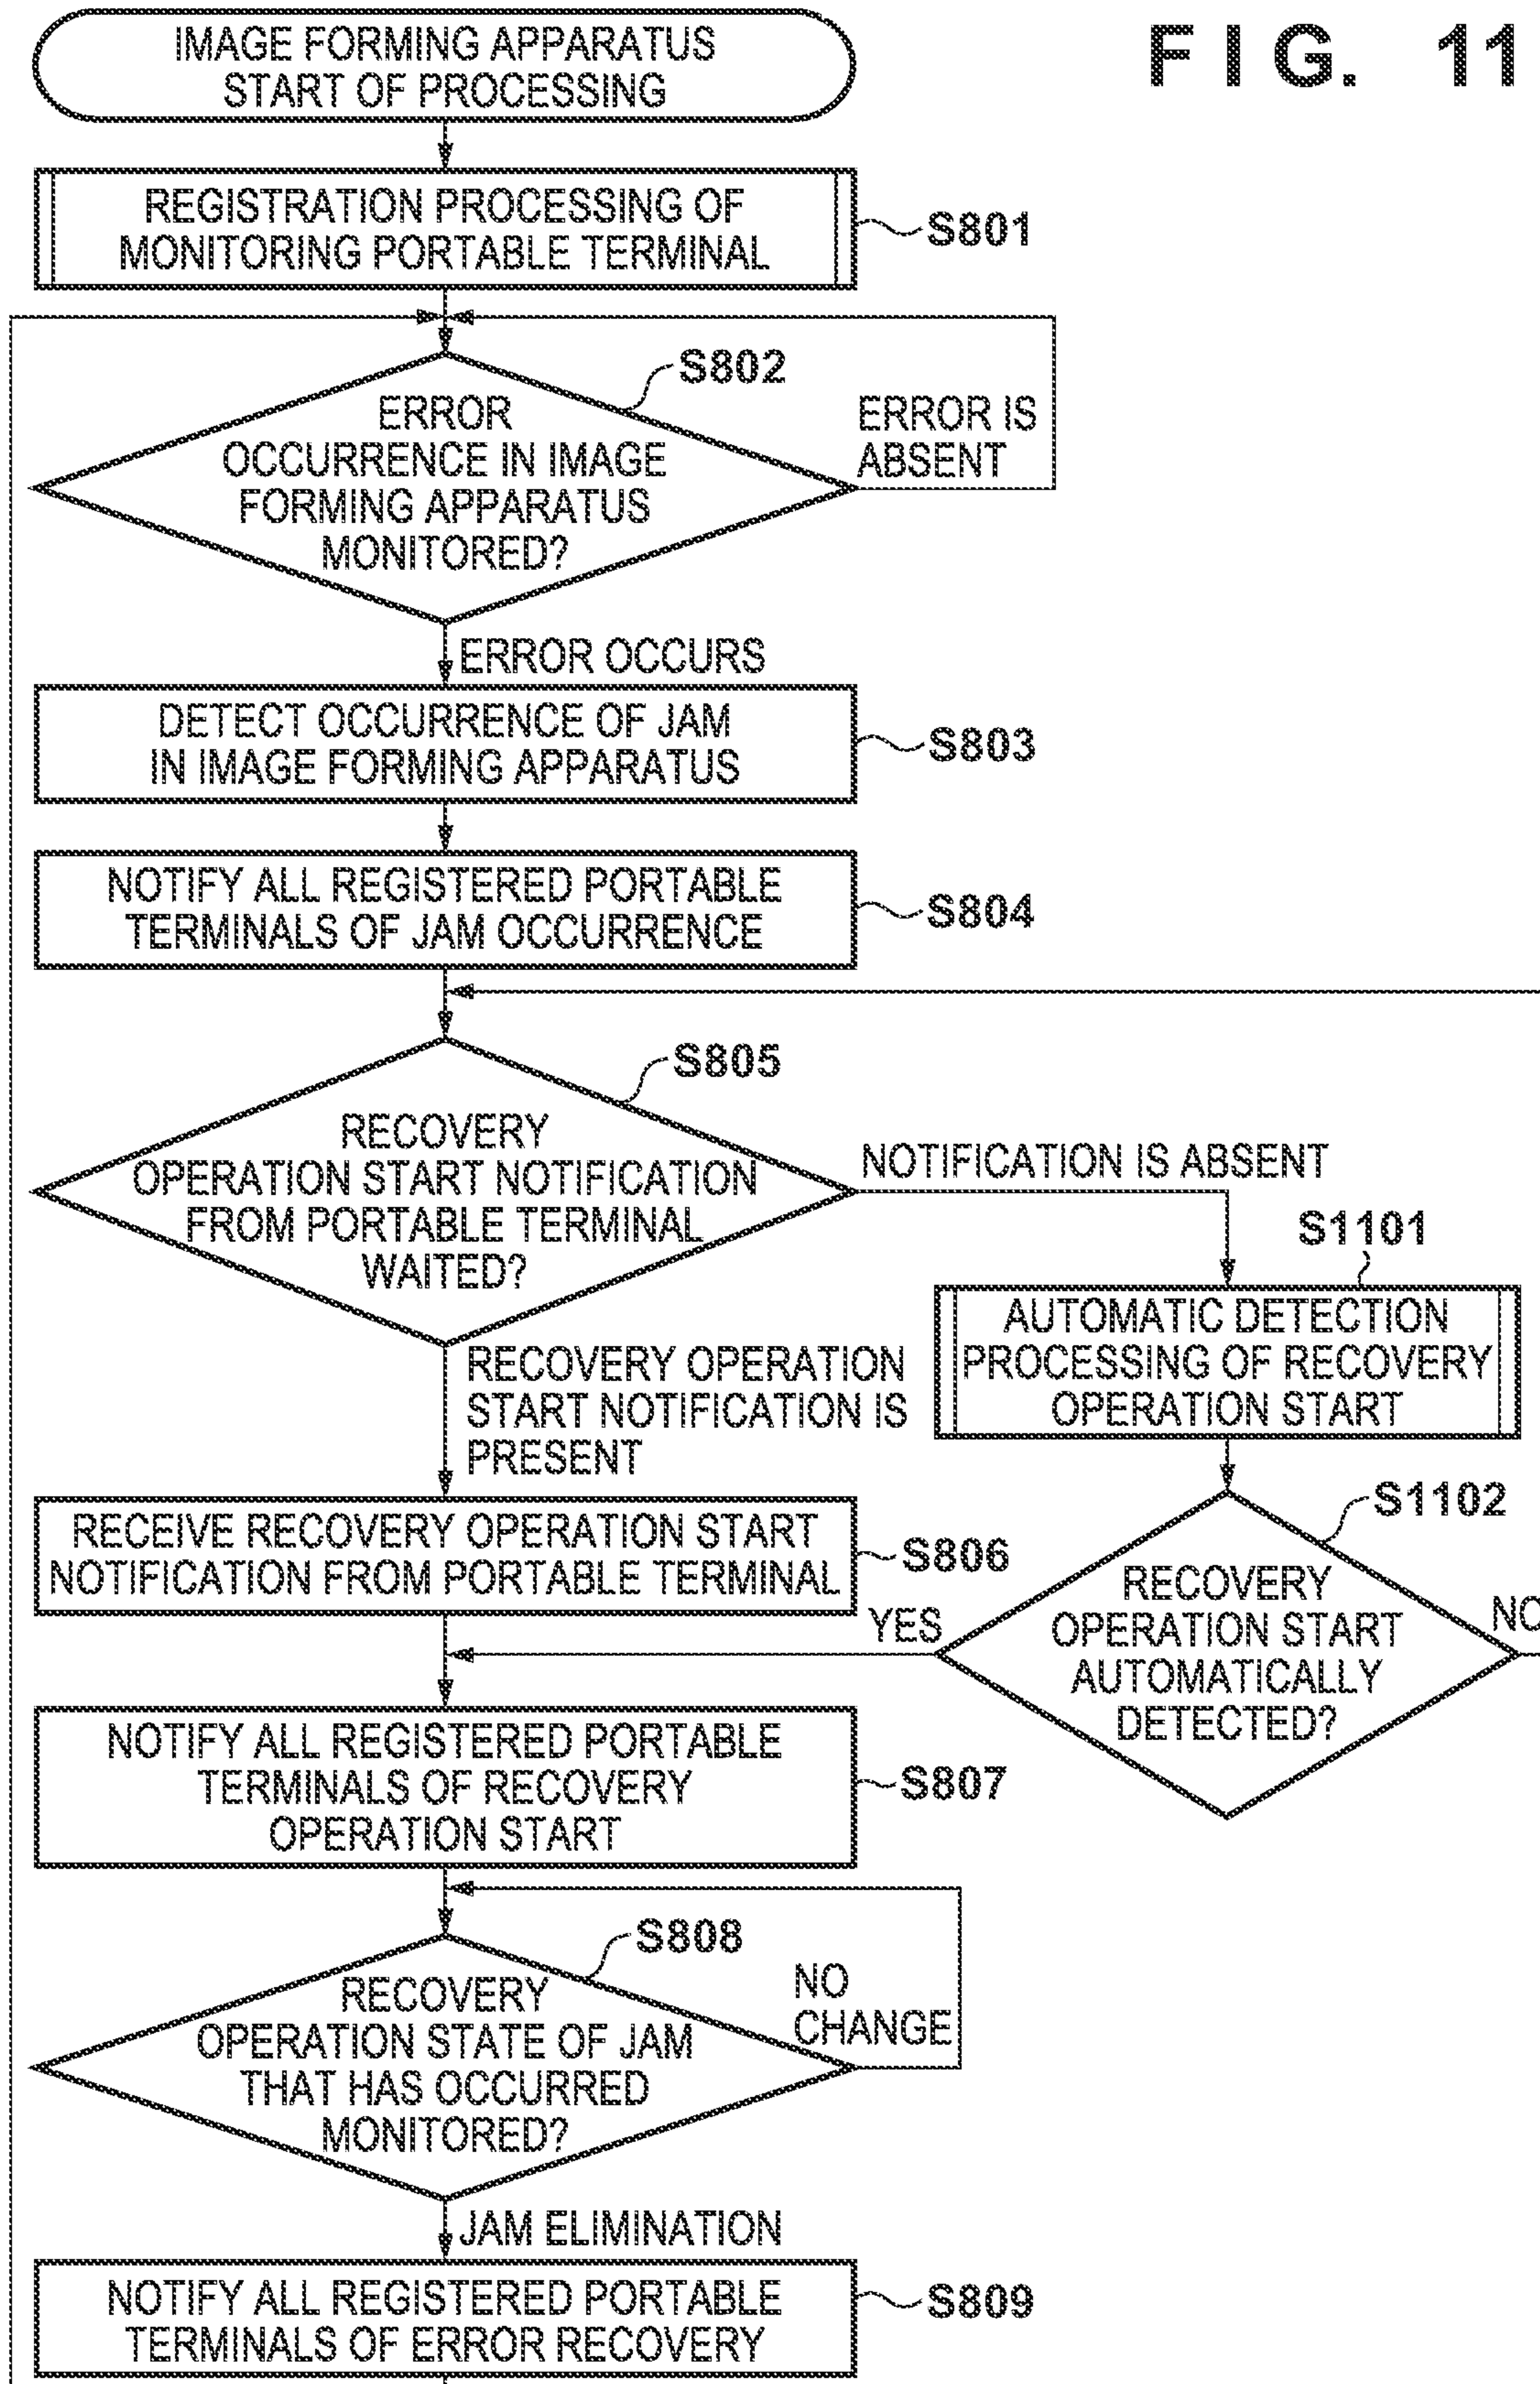 FIG. 11
IMAGE FORMING APPARATUS
START OF PROCESSING
REGISTRATION PROCESSING OF
MONITORING PORTABLE TERMINAL
S801
S802
ERROR
OCCURRENCE IN IMAGE
FORMING APPARATUS
MONITORED?
ERROR IS
ABSENT
ERROR OCCURS
DETECT OCCURRENCE OF JAM
IN IMAGE FORMING APPARATUS
S803
NOTIFY ALL REGISTERED PORTABLE
TERMINALS OF JAM OCCURRENCE
S804
S805
RECOVERY
OPERATION START NOTIFICATION
FROM PORTABLE TERMINAL
WAITED?
NOTIFICATION IS ABSENT
S1101
AUTOMATIC DETECTION
PROCESSING OF RECOVERY
OPERATION START
RECOVERY OPERATION
START NOTIFICATION IS
PRESENT
S1102
RECOVERY
OPERATION START
AUTOMATICALLY
DETECTED?
YES
NO
RECEIVE RECOVERY OPERATION START
NOTIFICATION FROM PORTABLE TERMINAL
S806
NOTIFY ALL REGISTERED PORTABLE
TERMINALS OF RECOVERY
OPERATION START
S807
S808
RECOVERY
OPERATION STATE OF JAM
THAT HAS OCCURRED
MONITORED?
NO
CHANGE
JAM ELIMINATION
NOTIFY ALL REGISTERED PORTABLE
TERMINALS OF ERROR RECOVERY
S809